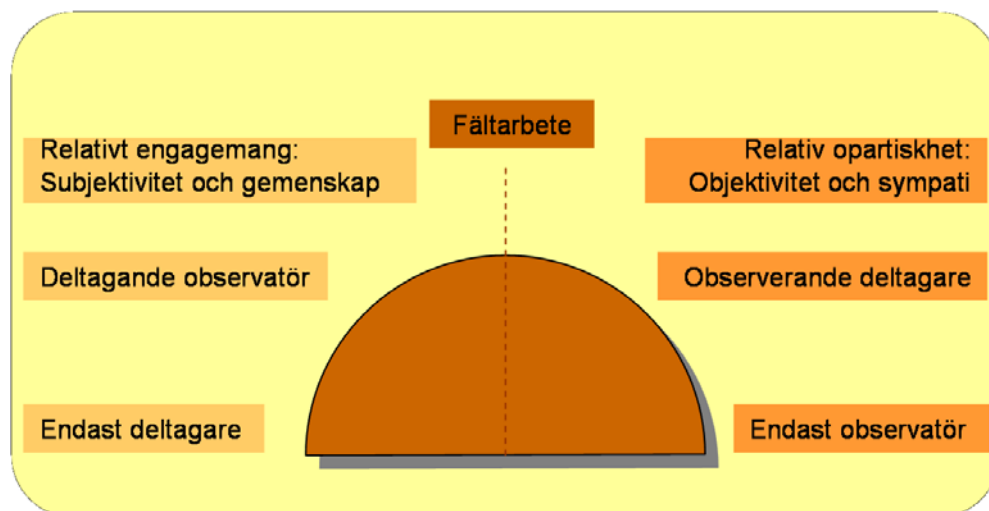 Fältarbete
Relativt engagemang:
Subjektivitet och gemenskap
Relativ opartiskhet:
Objektivitet och sympati
Deltagande observatör
Observerande deltagare
Endast deltagare
Endast observatör